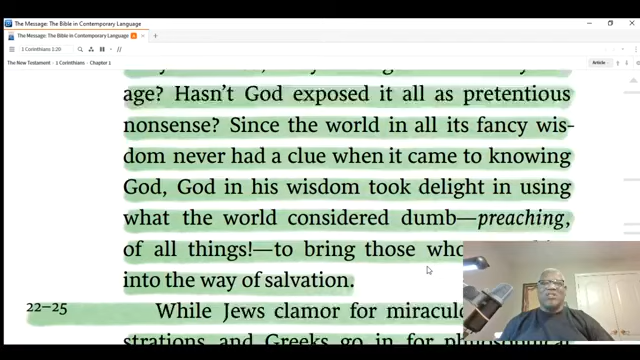 The Message: The Bible in Contemporary Language
The Message: The Bible in Contemporary Language
1 Corinthians 1:20
The New Testament › 1 Corinthians › Chapter 1
Article
age? Hasn't God exposed it all as pretentious
nonsense? Since the world in all its fancy wis-
dom never had a clue when it came to knowing
God, God in his wisdom took delight in using
what the world considered dumb—preaching,
of all things!—to bring those who
into the way of salvation.
22–25
While Jews clamor for
strations and Greeks go in for philosophical